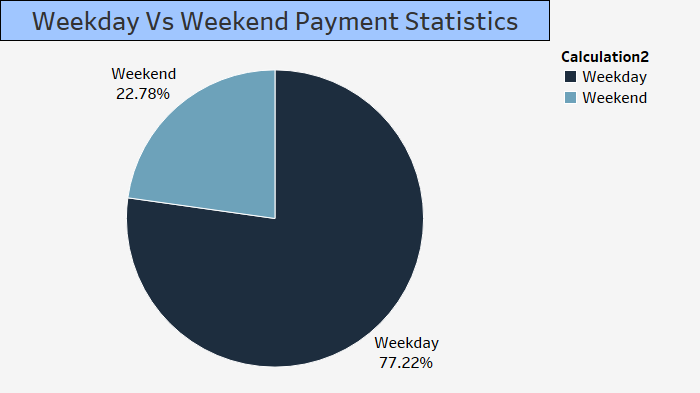 Weekday Vs Weekend Payment Statistics
Calculation2
Weekday
Weekend
Weekend
22.78%
Weekday
77.22%